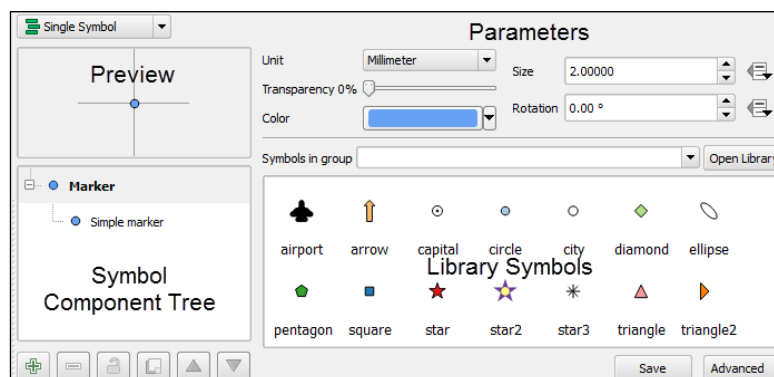 Single Symbol
Parameters
Preview
Unit Millimeter Size 2.00000
Transparency 0%
Color Rotation 0.00 °
Symbols in group Open Library
Marker
Simple marker
Symbol
Component Tree
airport arrow capital circle city diamond ellipse
Library Symbols
pentagon square star star2 star3 triangle triangle2
Save Advanced